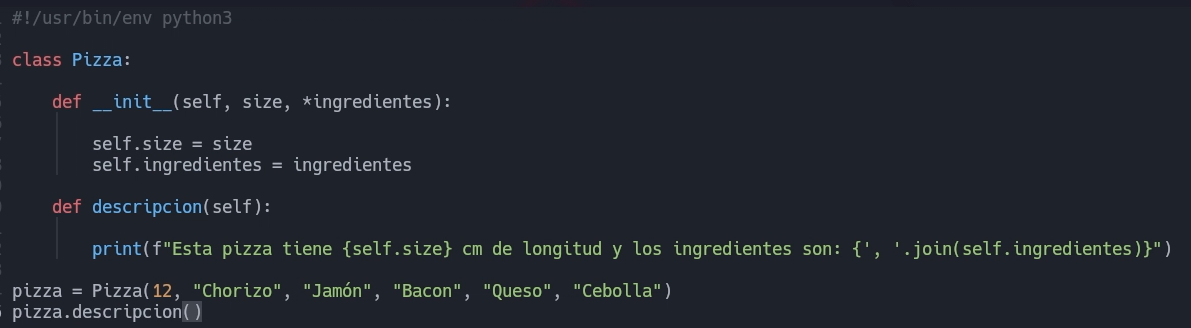 #!/usr/bin/env python3
class Pizza:
    def __init__(self, size, *ingredientes):
        self.size = size
        self.ingredientes = ingredientes
    def descripcion(self):
        print(f"Esta pizza tiene {self.size} cm de longitud y los ingredientes son: {', '.join(self.ingredientes)}")
pizza = Pizza(12, "Chorizo", "Jamón", "Bacon", "Queso", "Cebolla")
pizza.descripcion()